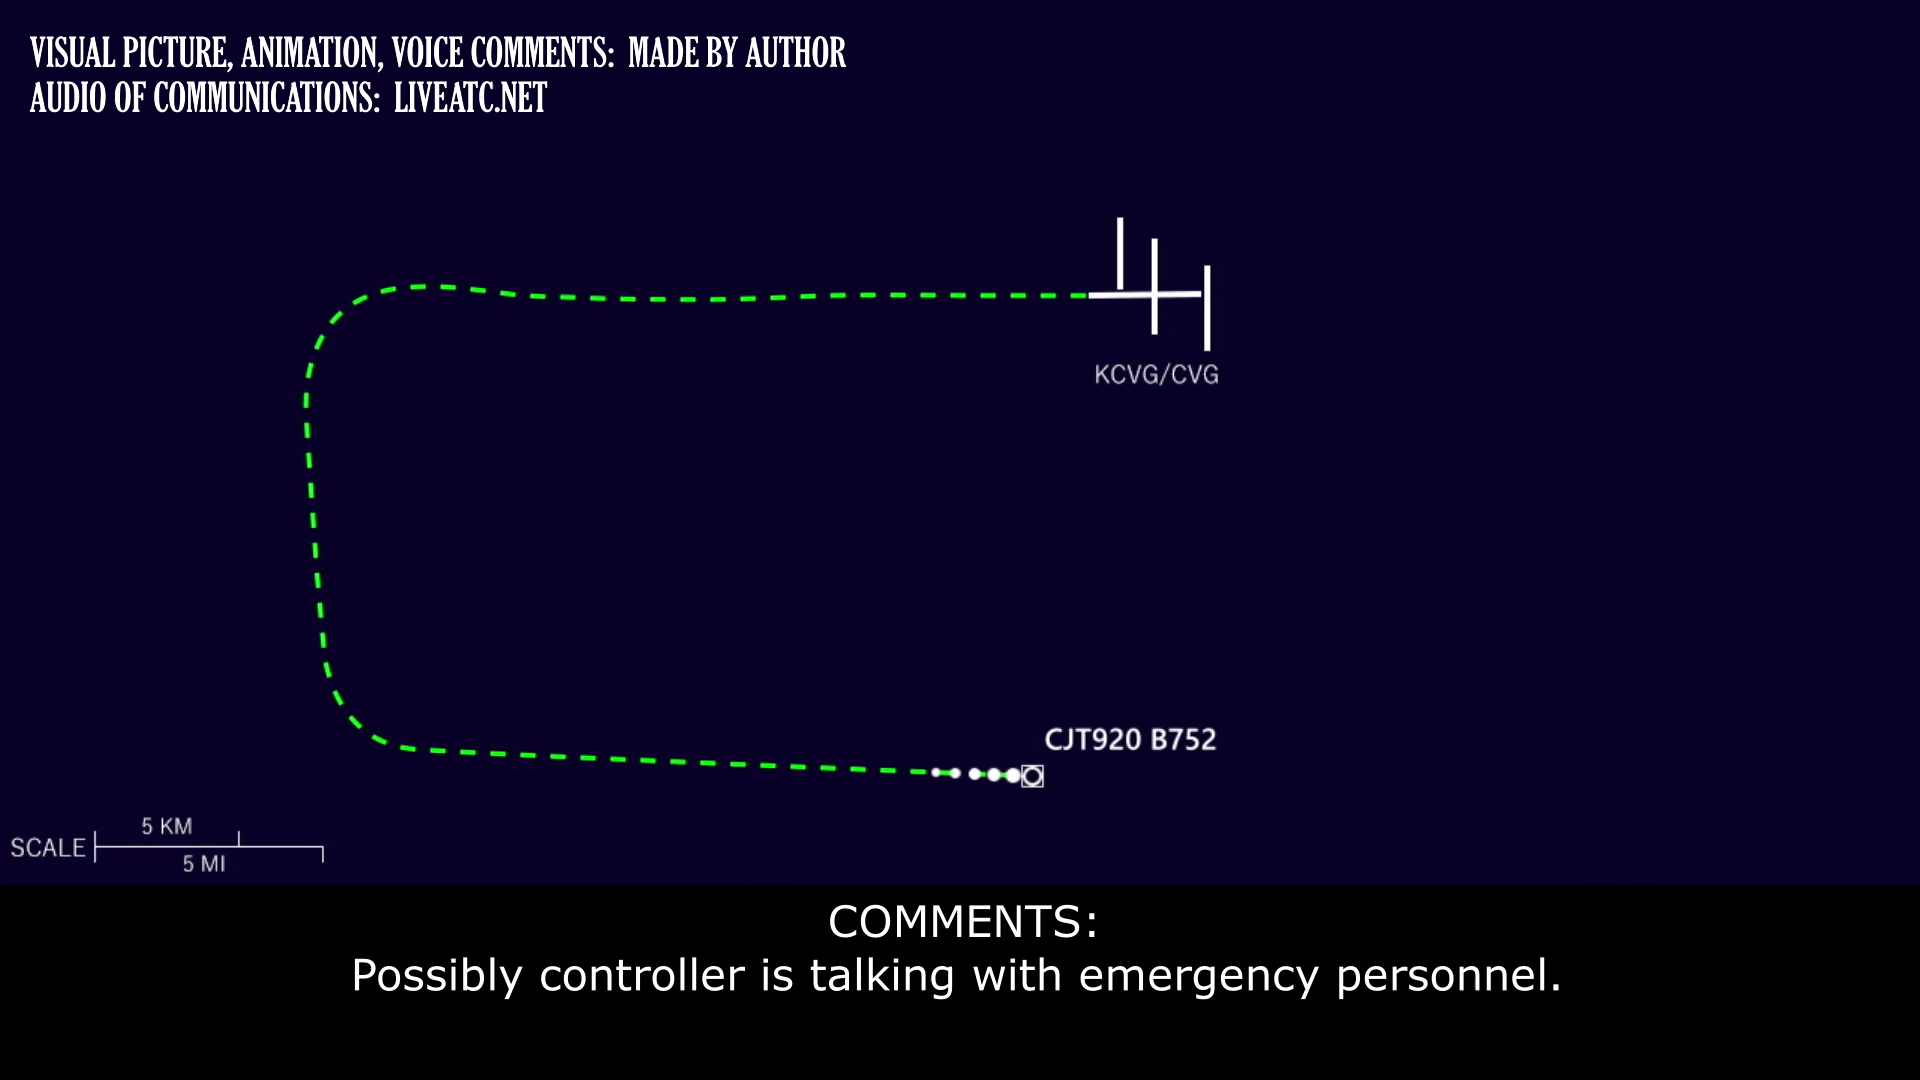 VISUAL PICTURE, ANIMATION, VOICE COMMENTS: MADE BY AUTHOR
AUDIO OF COMMUNICATIONS: LIVEATC.NET
KCVG/CVG
CJT920 B752
5 KM
SCALE
5 MI
COMMENTS:
Possibly controller is talking with emergency personnel.